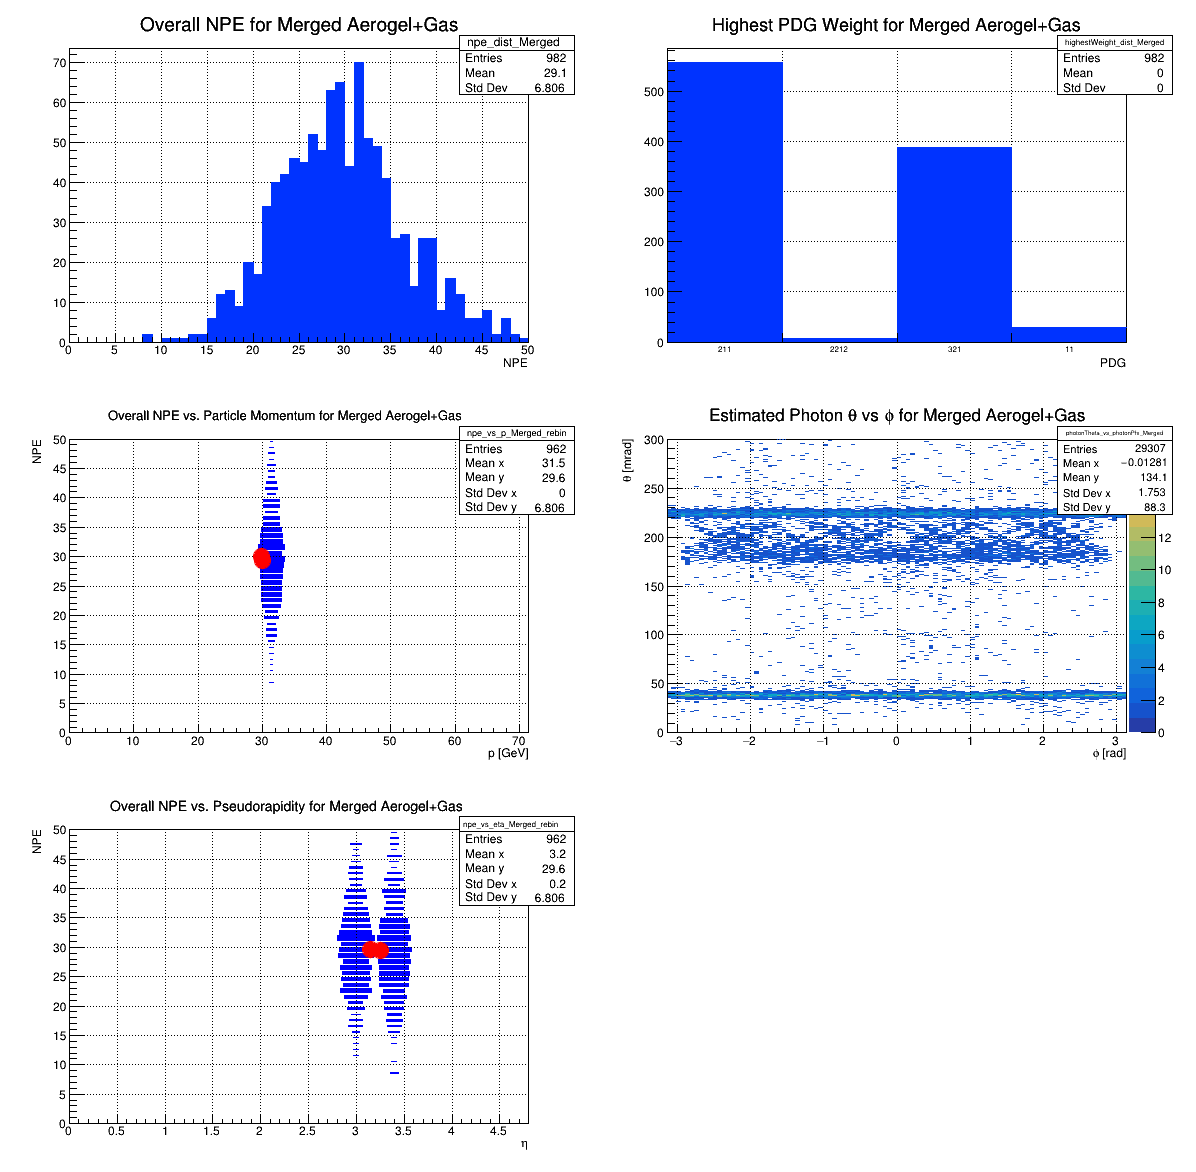 Overall NPE for Merged Aerogel+Gas
npe_dist_Merged
Entries 982
Mean 29.1
Std Dev 6.806
70
60
50
40
30
20
10
0
0 5 10 15 20 25 30 35 40 45 50
NPE
Highest PDG Weight for Merged Aerogel+Gas
highestWeight_dist_Merged
Entries 982
Mean 0
Std Dev 0
500
400
300
200
100
0
211 2212 321 11
PDG
Overall NPE vs. Particle Momentum for Merged Aerogel+Gas
npe_vs_p_Merged_rebin
Entries 962
Mean x 31.5
Mean y 29.6
Std Dev x 0
Std Dev y 6.806
NPE
50
45
40
35
30
25
20
15
10
5
0
0 10 20 30 40 50 60 70
p [GeV]
Estimated Photon θ vs ϕ for Merged Aerogel+Gas
photonTheta_vs_photonPhi_Merged
Entries 29307
Mean x −0.01281
Mean y 134.1
Std Dev x 1.753
Std Dev y 88.3
θ [mrad]
300
250
200
150
100
50
0
−3 −2 −1 0 1 2 3
ϕ [rad]
12
10
8
6
4
2
0
Overall NPE vs. Pseudorapidity for Merged Aerogel+Gas
npe_vs_eta_Merged_rebin
Entries 962
Mean x 3.2
Mean y 29.6
Std Dev x 0.2
Std Dev y 6.806
NPE
50
45
40
35
30
25
20
15
10
5
0
0 0.5 1 1.5 2 2.5 3 3.5 4 4.5
η